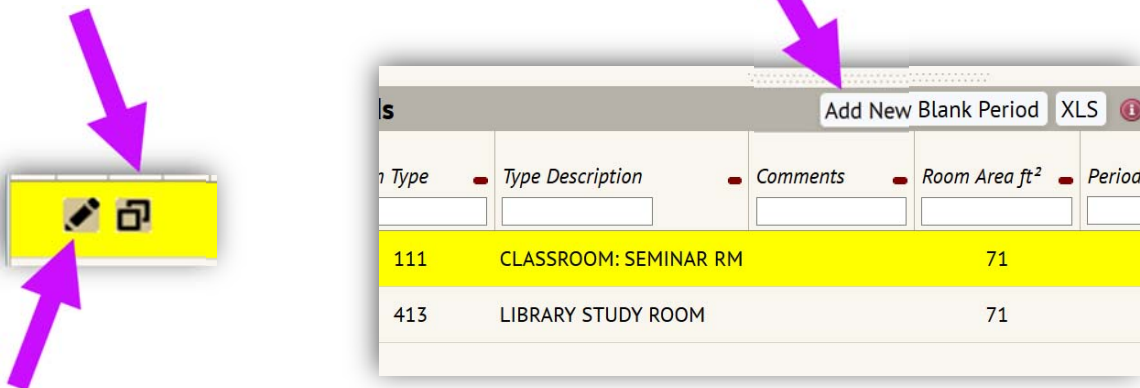 ls
Add New Blank Period XLS
Type Type Description Comments Room Area ft² Period
111 CLASSROOM: SEMINAR RM 71
413 LIBRARY STUDY ROOM 71